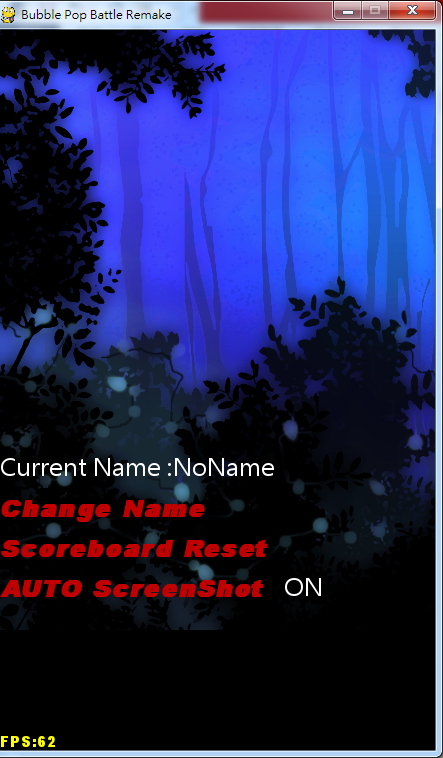 Bubble Pop Battle Remake
Current Name :NoName
Change Name
Scoreboard Reset
AUTO ScreenShot ON
FPS:62